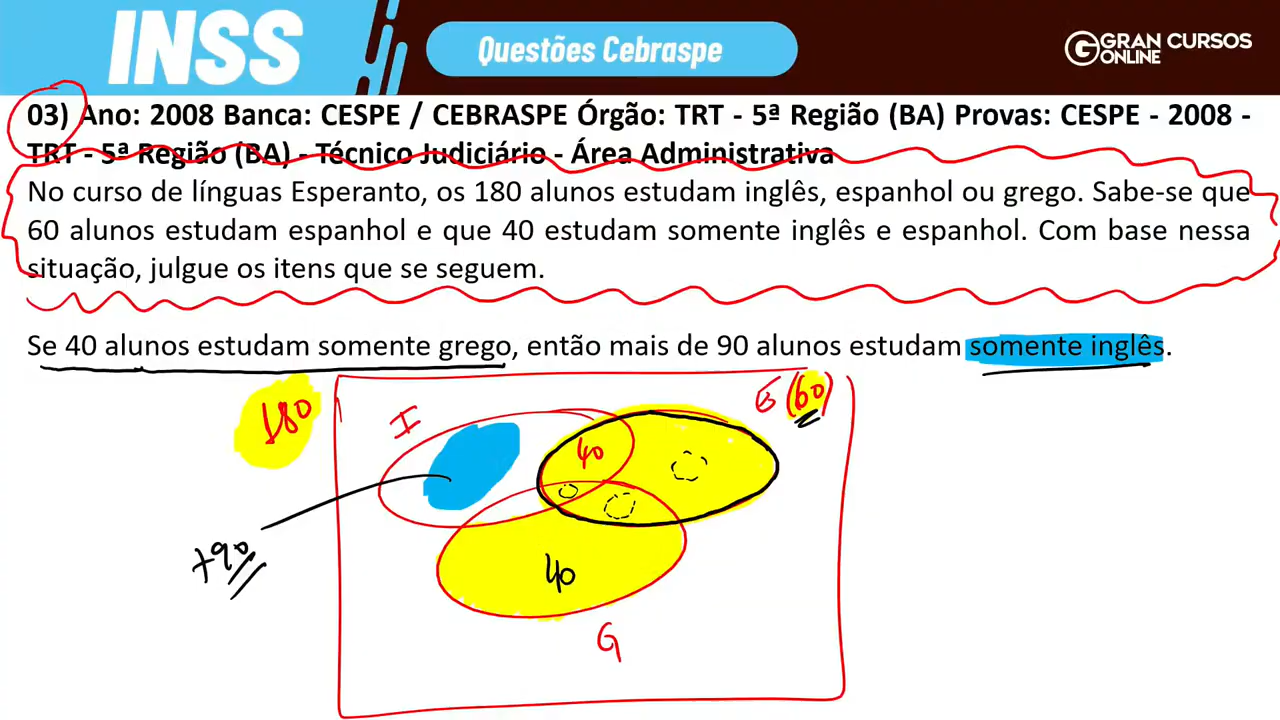 INSS
Questões Cebraspe
GRAN CURSOS
ONLINE
03) Ano: 2008 Banca: CESPE / CEBRASPE Órgão: TRT - 5ª Região (BA) Provas: CESPE - 2008 -
TRT - 5ª Região (BA) - Técnico Judiciário - Área Administrativa
No curso de línguas Esperanto, os 180 alunos estudam inglês, espanhol ou grego. Sabe-se que
60 alunos estudam espanhol e que 40 estudam somente inglês e espanhol. Com base nessa
situação, julgue os itens que se seguem.
Se 40 alunos estudam somente grego, então mais de 90 alunos estudam somente inglês.
180
E (60)
I
40
+90
40
G